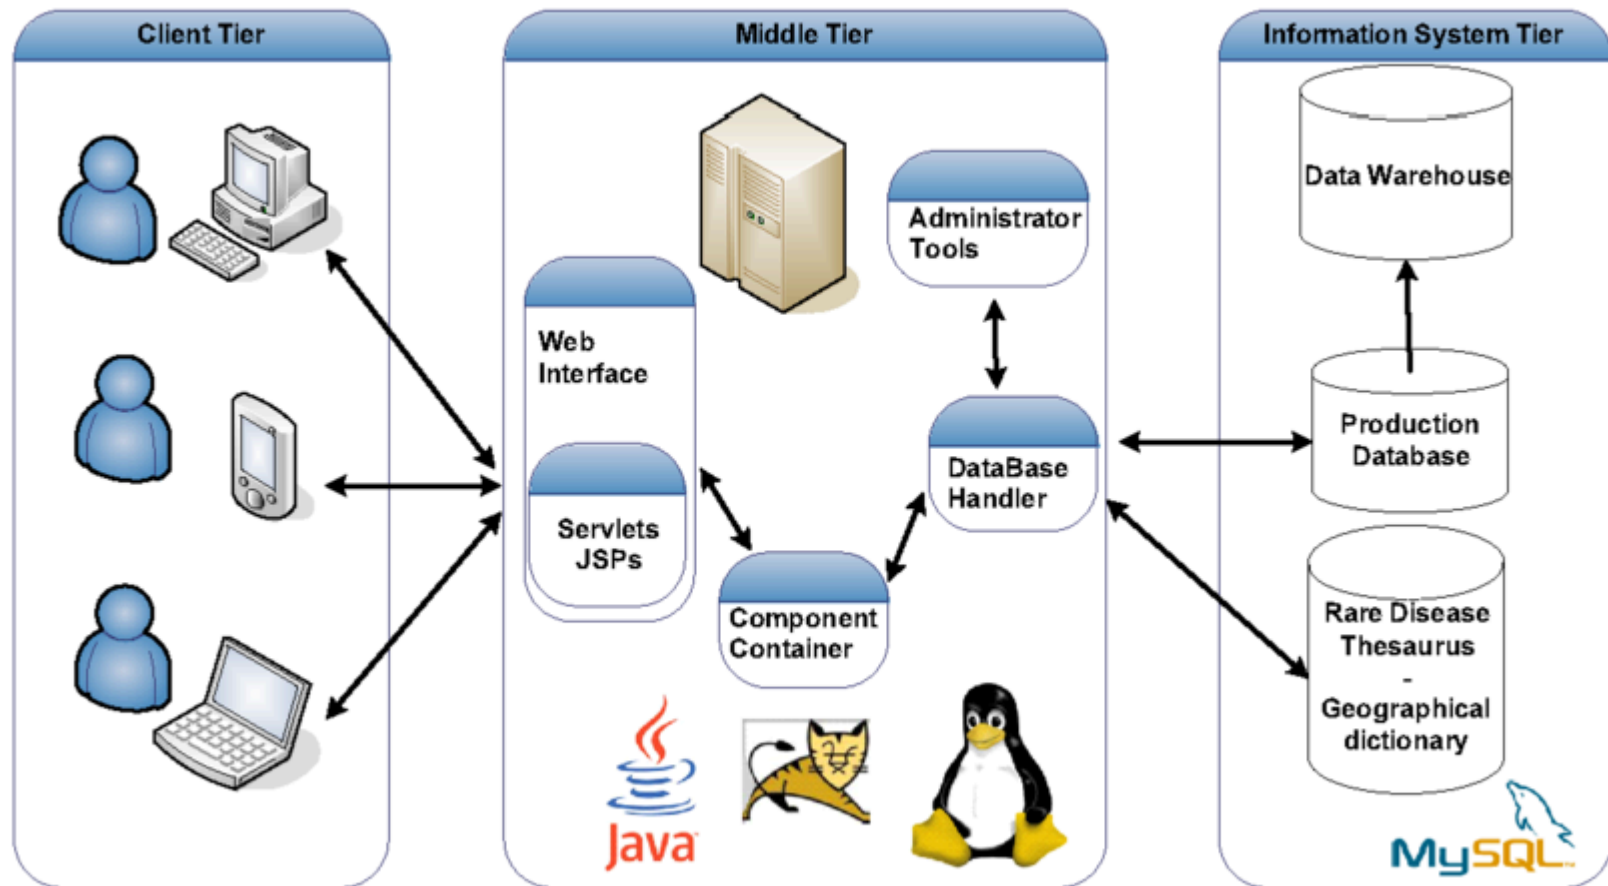 Client Tier
Middle Tier
Information System Tier
Data Warehouse
Administrator
Tools
Web
Interface
Production
Database
DataBase
Handler
Servlets
JSPs
Component
Container
Rare Disease
Thesaurus
-
Geographical
dictionary
Java
MySQL